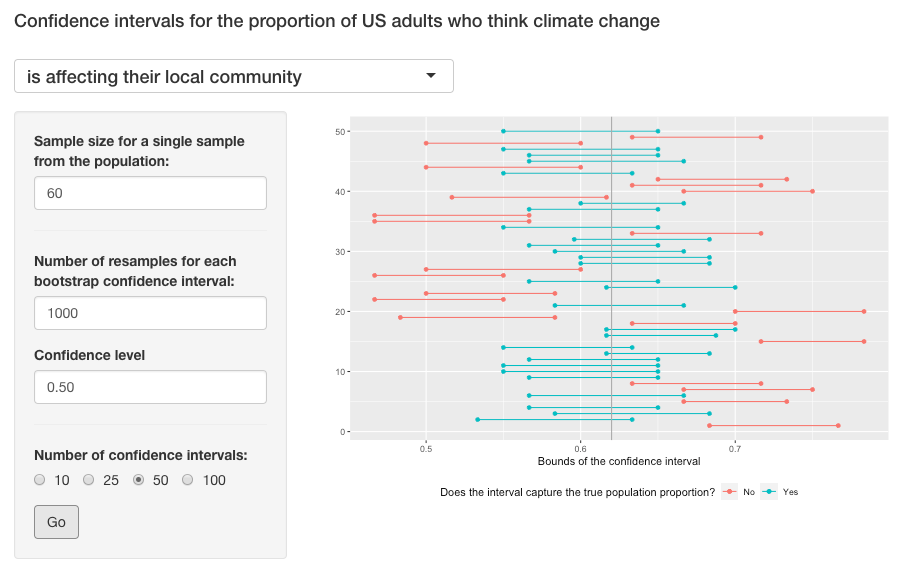 Confidence intervals for the proportion of US adults who think climate change
is affecting their local community
Sample size for a single sample
from the population:
60
Number of resamples for each
bootstrap confidence interval:
1000
Confidence level
0.50
Number of confidence intervals:
10 25 50 100
Go
50
40
30
20
10
0
0.5 0.6 0.7
Bounds of the confidence interval
Does the interval capture the true population proportion? No Yes